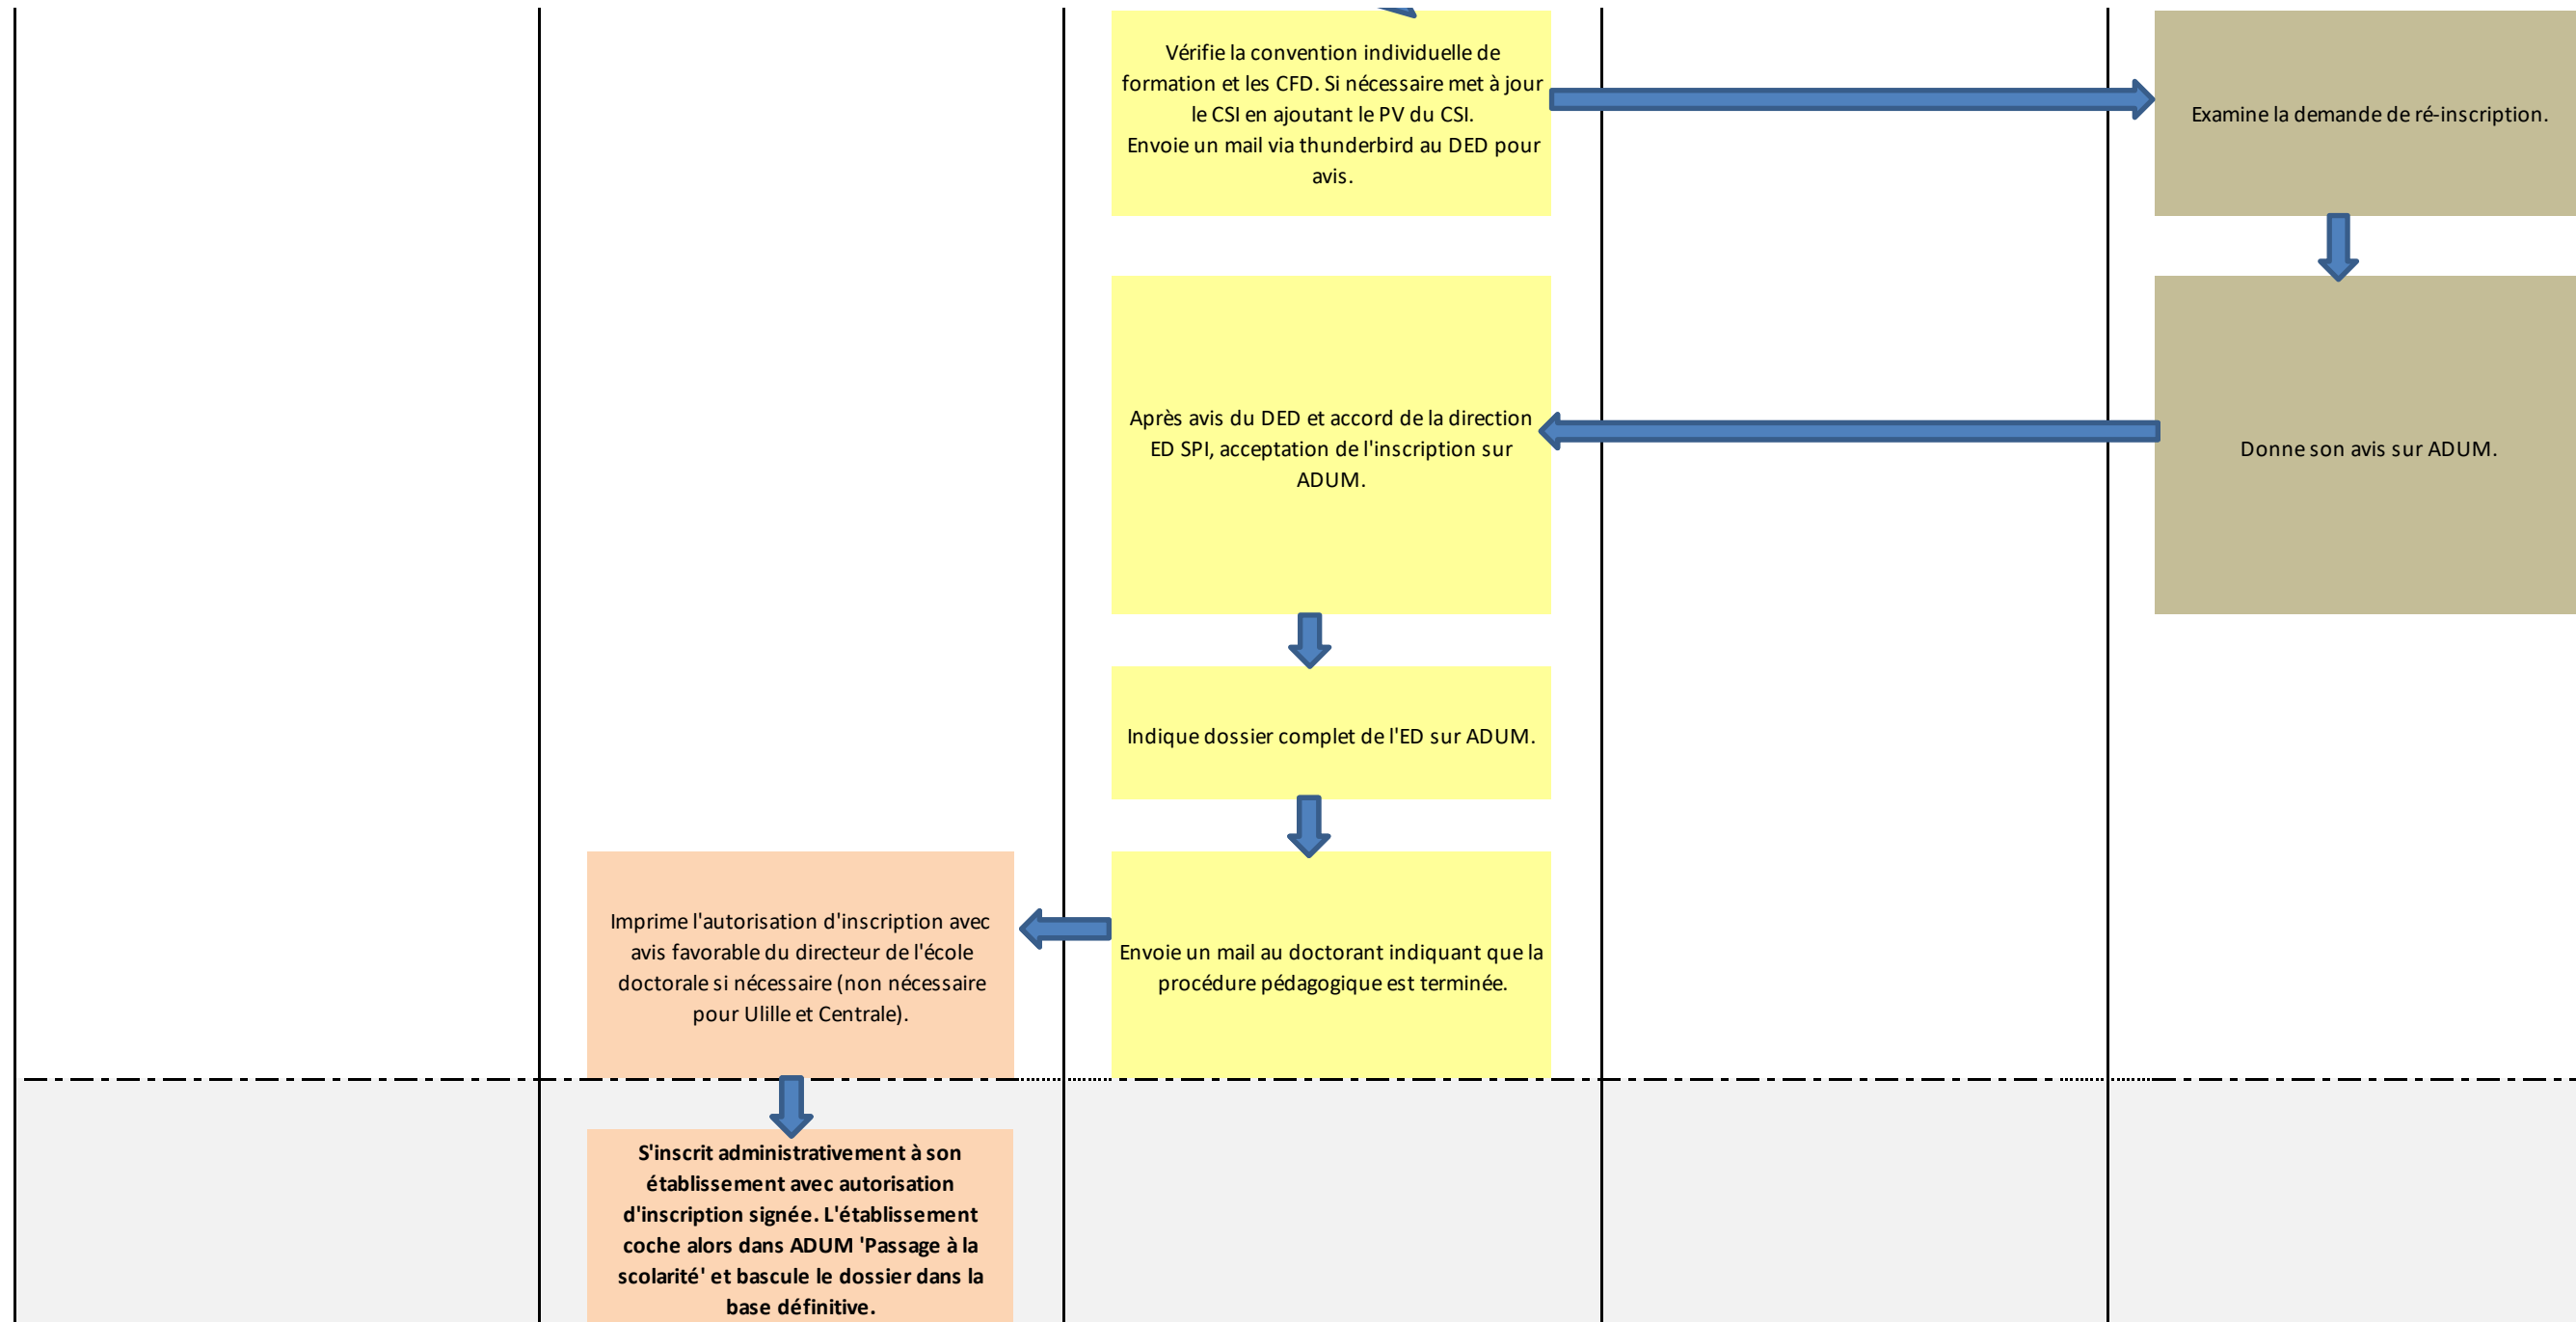 Vérifie la convention individuelle de
formation et les CFD. Si nécessaire met à jour
le CSI en ajoutant le PV du CSI.
Envoie un mail via thunderbird au DED pour
avis.
Examine la demande de ré-inscription.
Après avis du DED et accord de la direction
ED SPI, acceptation de l'inscription sur
ADUM.
Donne son avis sur ADUM.
Indique dossier complet de l'ED sur ADUM.
Imprime l'autorisation d'inscription avec
avis favorable du directeur de l'école
doctorale si nécessaire (non nécessaire
pour Ulille et Centrale).
Envoie un mail au doctorant indiquant que la
procédure pédagogique est terminée.
S'inscrit administrativement à son
établissement avec autorisation
d'inscription signée. L'établissement
coche alors dans ADUM 'Passage à la
scolarité' et bascule le dossier dans la
base définitive.